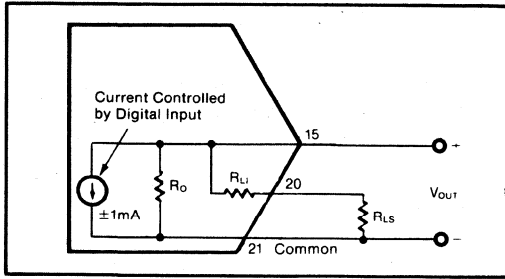 Current Controlled
by Digital Input
15
RO
RLI
20
±1mA
VOUT
RLS
21 Common
+
−